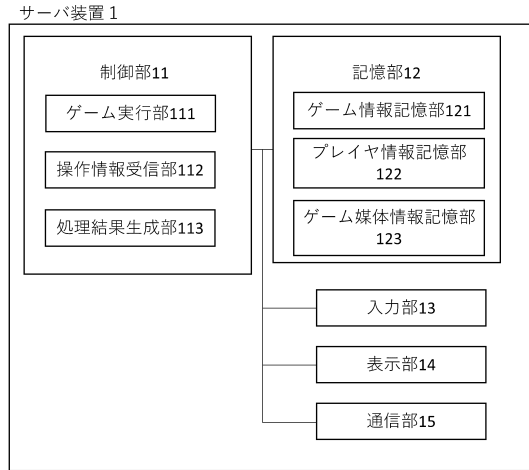 サーバ装置1
制御部11
ゲーム実行部111
操作情報受信部112
処理結果生成部113
記憶部12
ゲーム情報記憶部121
プレイヤ情報記憶部
122
ゲーム媒体情報記憶部
123
入力部13
表示部14
通信部15